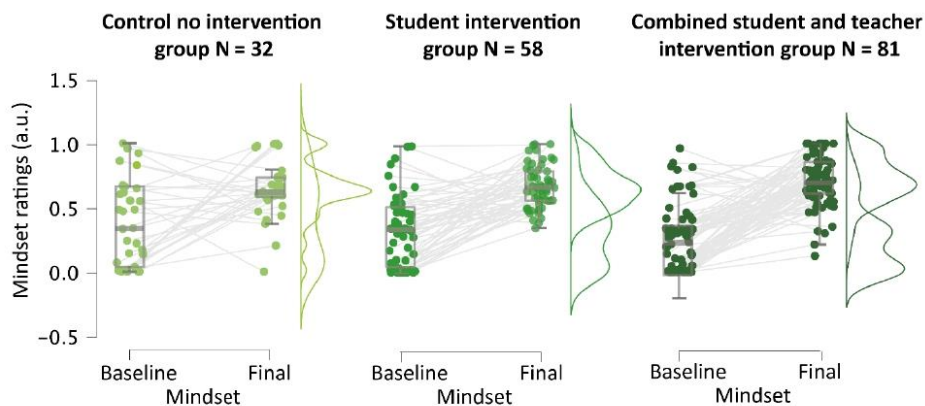 Control no intervention
group N = 32
Student intervention
group N = 58
Combined student and teacher
intervention group N = 81
Mindset ratings (a.u.)
1.5
1.0
0.5
0.0
−0.5
Baseline Final
Mindset
Baseline Final
Mindset
Baseline Final
Mindset